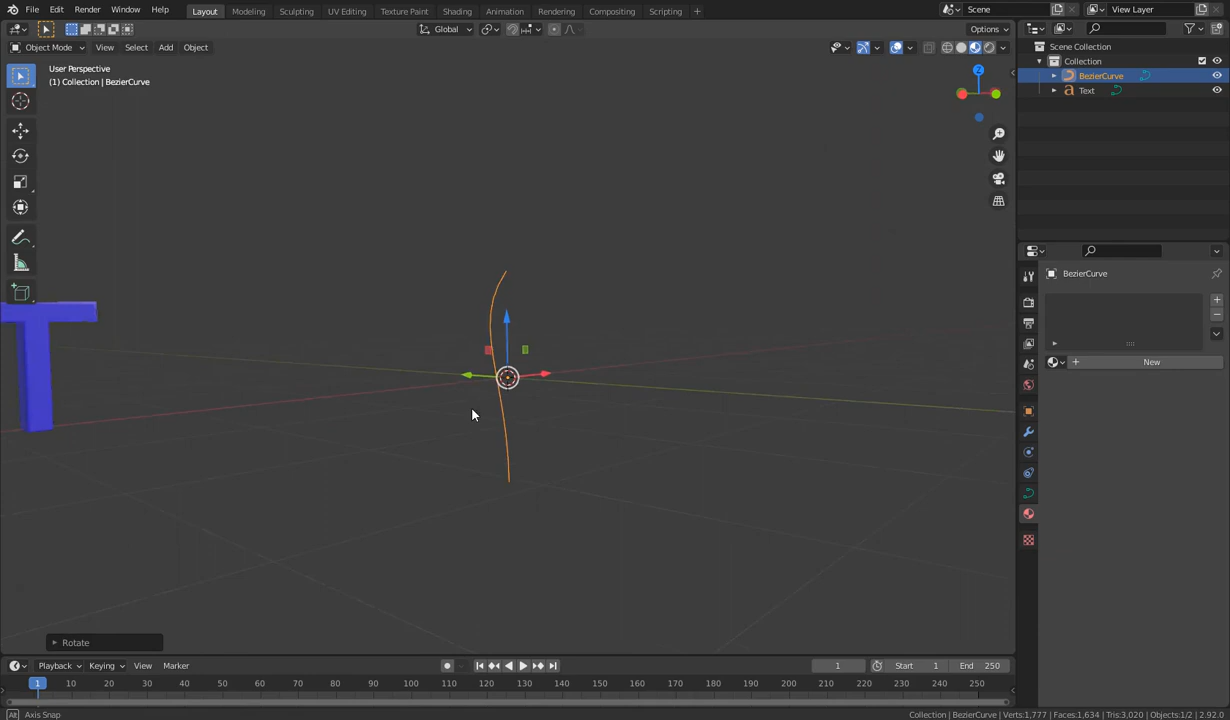 File Edit Render Window Help
Layout Modeling Sculpting UV Editing Texture Paint Shading Animation Rendering Compositing Scripting +
Scene
View Layer
Global
Options
Object Mode View Select Add Object
User Perspective
(1) Collection | BezierCurve
Z
T
Rotate
Scene Collection
Collection
BezierCurve
Text
BezierCurve
New
Playback Keying View Marker
1
Start 1
End 250
1 10 20 30 40 50 60 70 80 90 100 110 120 130 140 150 160 170 180 190 200 210 220 230 240 250
Alt Axis Snap
Collection | BezierCurve | Verts:1,777 | Faces:1,634 | Tris:3,020 | Objects:1/2 | 2.92.0